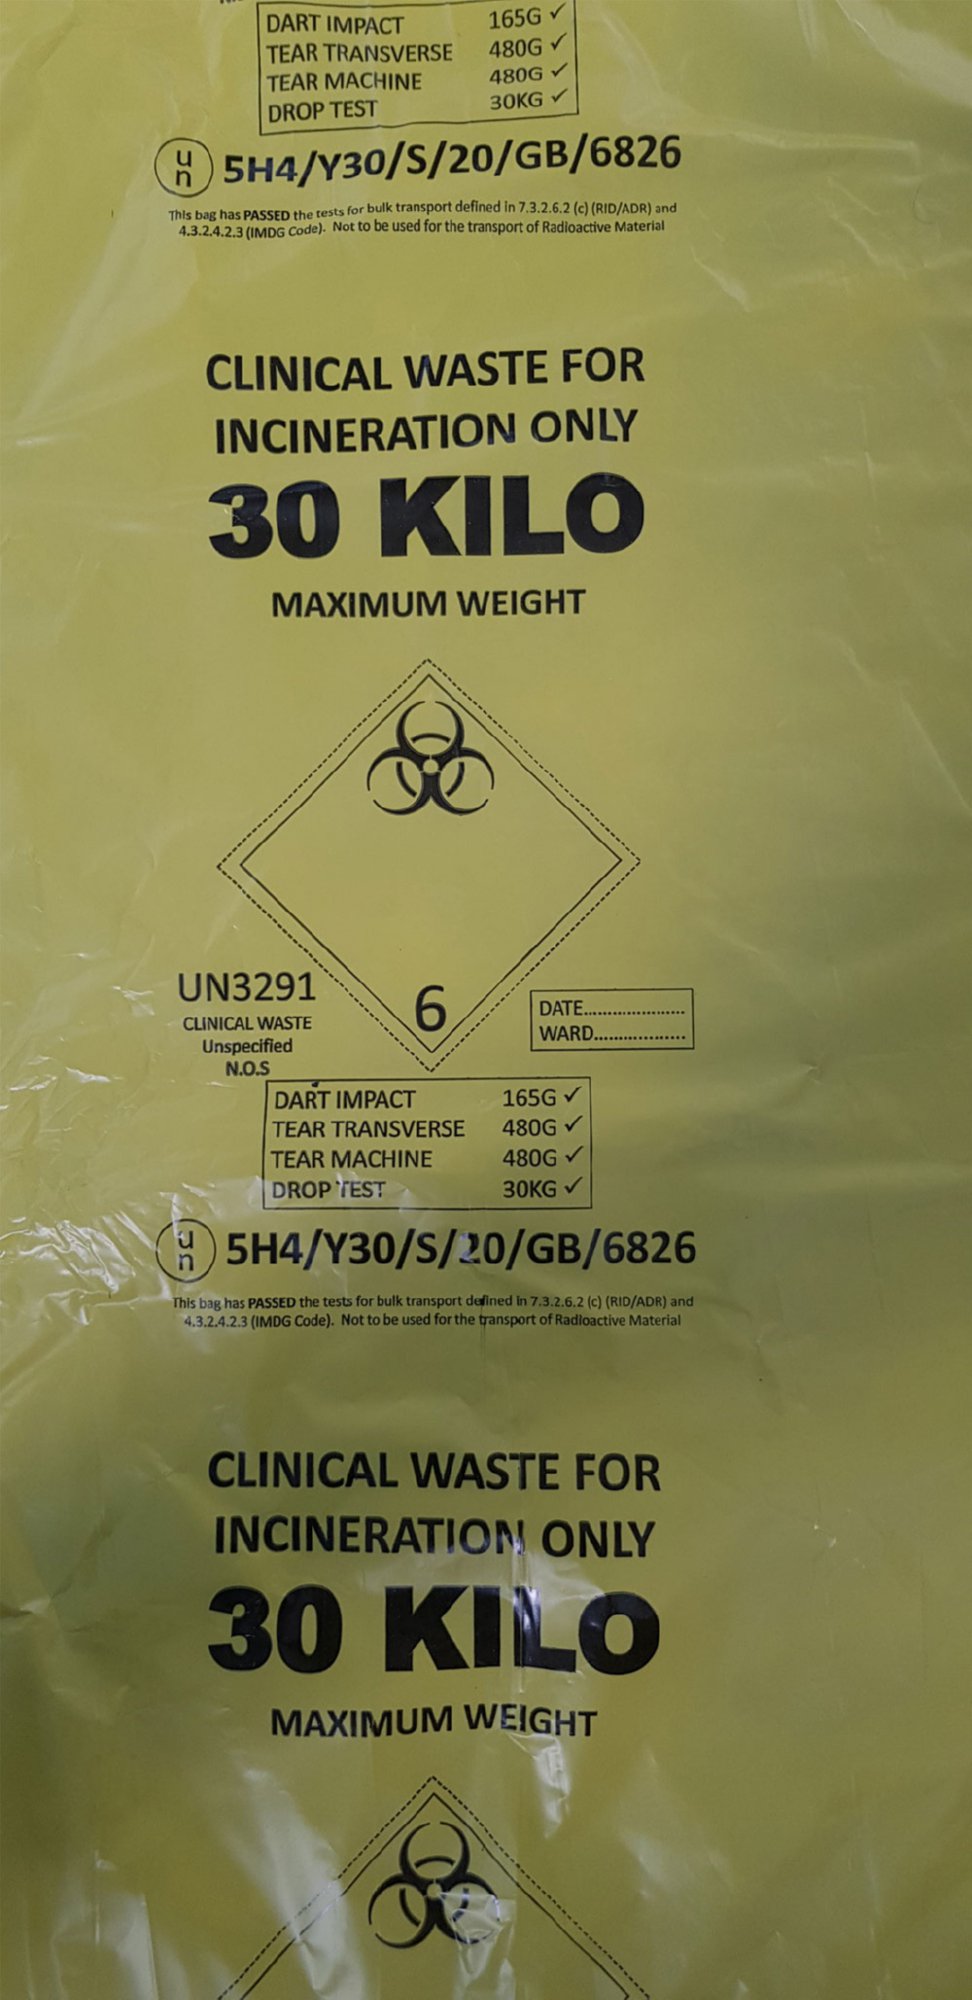 DART IMPACT 165G ✓
TEAR TRANSVERSE 480G ✓
TEAR MACHINE 480G ✓
DROP TEST 30KG ✓
un 5H4/Y30/S/20/GB/6826
This bag has PASSED the tests for bulk transport defined in 7.3.2.6.2 (c) (RID/ADR) and
4.3.2.4.2.3 (IMDG Code). Not to be used for the transport of Radioactive Material
CLINICAL WASTE FOR
INCINERATION ONLY
30 KILO
MAXIMUM WEIGHT
6
UN3291
CLINICAL WASTE
Unspecified
N.O.S
DATE.....................
WARD...................
DART IMPACT 165G ✓
TEAR TRANSVERSE 480G ✓
TEAR MACHINE 480G ✓
DROP TEST 30KG ✓
un 5H4/Y30/S/20/GB/6826
This bag has PASSED the tests for bulk transport defined in 7.3.2.6.2 (c) (RID/ADR) and
4.3.2.4.2.3 (IMDG Code). Not to be used for the transport of Radioactive Material
CLINICAL WASTE FOR
INCINERATION ONLY
30 KILO
MAXIMUM WEIGHT